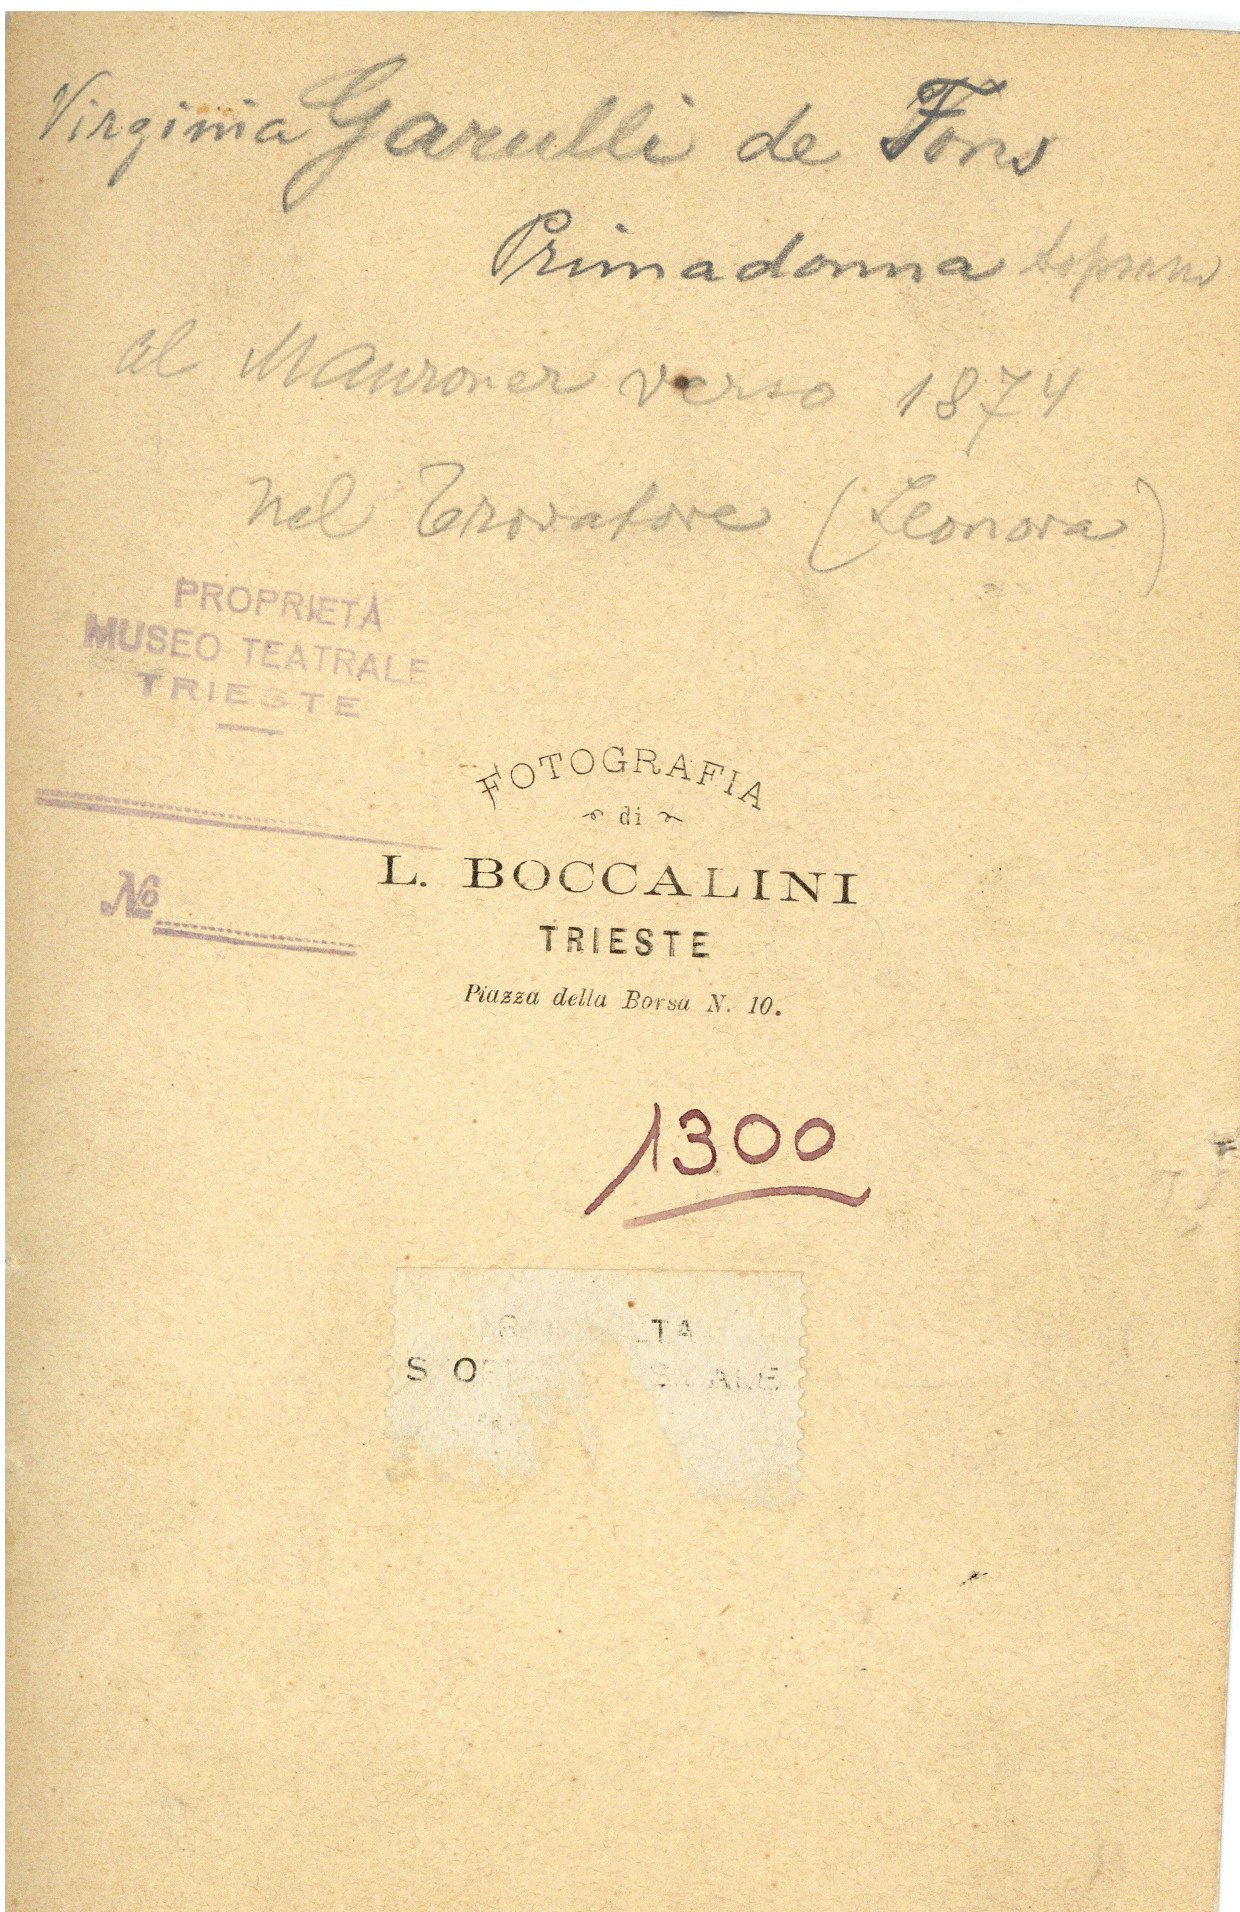 Virginia Garulli de Fons
Primadonna soprano
al Mauroner verso 1874
nel Trovatore (Leonora)
PROPRIETÀ
MUSEO TEATRALE
TRIESTE
FOTOGRAFIA
di
L. BOCCALINI
TRIESTE
Nº
Piazza della Borsa N. 10.
1300